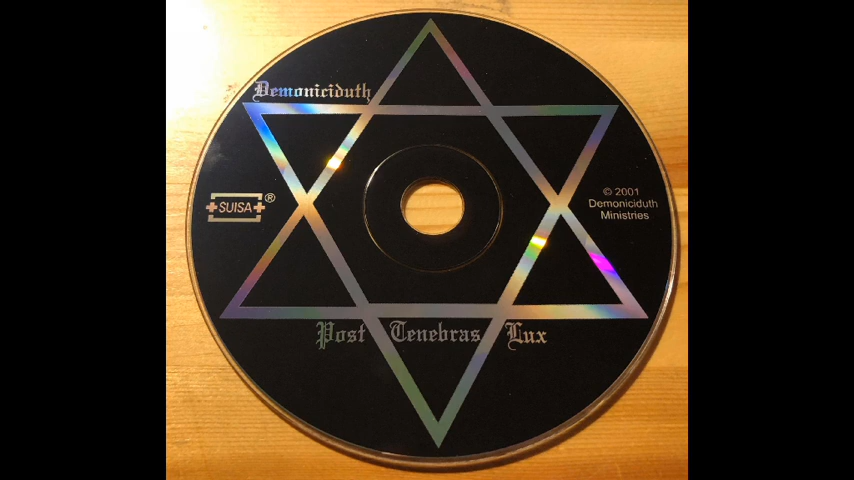 Demoniciduth
SUISA ®
© 2001
Demoniciduth
Ministries
Post Tenebras Lux